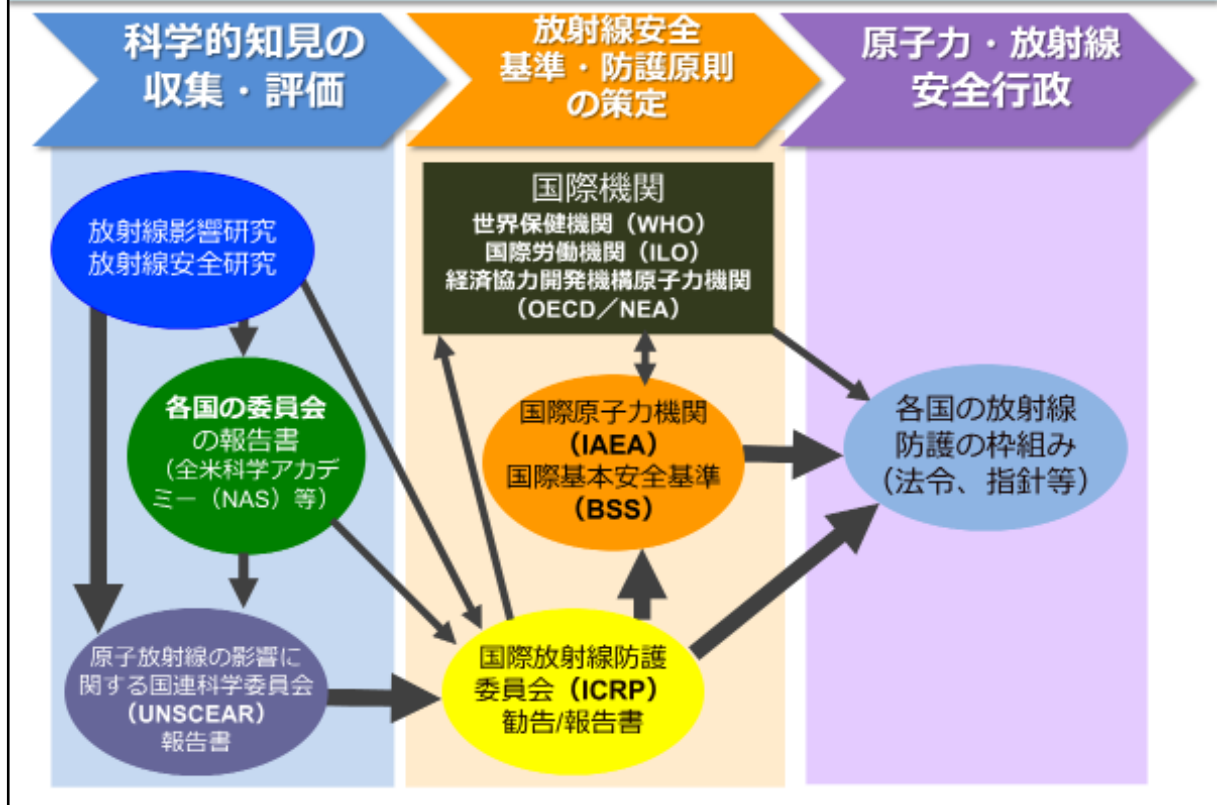 科学的知見の
収集・評価
放射線安全
基準・防護原則
の策定
原子力・放射線
安全行政
放射線影響研究
放射線安全研究
各国の委員会
の報告書
（全米科学アカデ
ミー（NAS）等）
原子放射線の影響に
関する国連科学委員会
（UNSCEAR）
報告書
国際機関
世界保健機関（WHO）
国際労働機関（ILO）
経済協力開発機構原子力機関
（OECD／NEA）
国際原子力機関
（IAEA）
国際基本安全基準
（BSS）
国際放射線防護
委員会（ICRP）
勧告/報告書
各国の放射線
防護の枠組み
（法令、指針等）